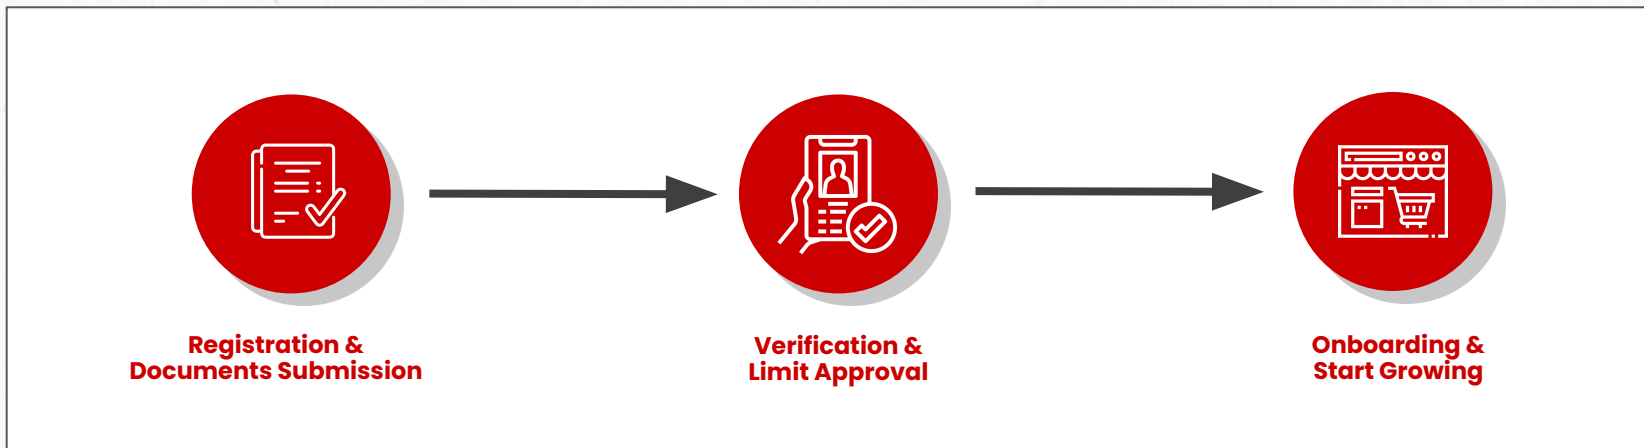 Registration &
Documents Submission
Verification &
Limit Approval
Onboarding &
Start Growing